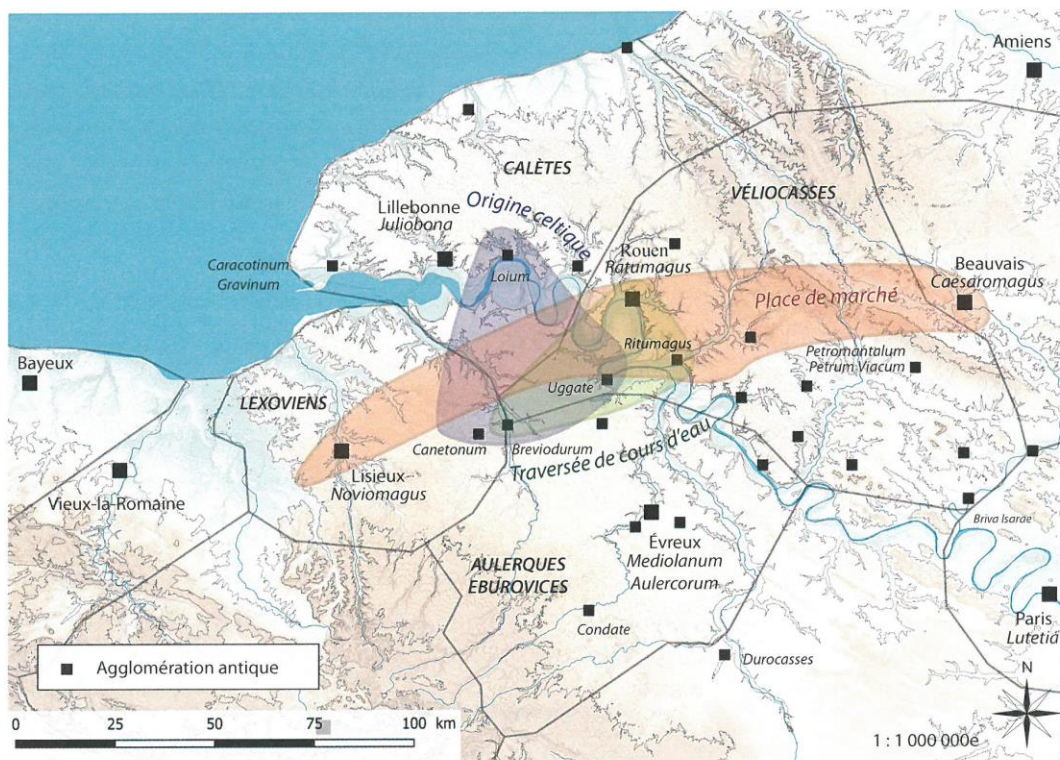 Amiens
CALÈTES
VÉLIOCASSES
Origine celtique
Lillebonne
Juliobona
Caracotinum
Gravinum
Loium
Rouen
Ratumagus
Beauvais
Caesaromagus
Place de marché
Ritumagus
Petromantalum
Petrum Viacum
Bayeux
Uggate
LEXOVIENS
Canetonum
Breviodurum
Traversée de cours d'eau
Lisieux
Noviomagus
Vieux-la-Romaine
Briva Isarae
Évreux
Mediolanum
Aulercorum
AULERQUES
EBUROVICES
Condate
Paris
Lutetia
Durocasses
Agglomération antique
N
0 25 50 75 100 km
1 : 1 000 000è